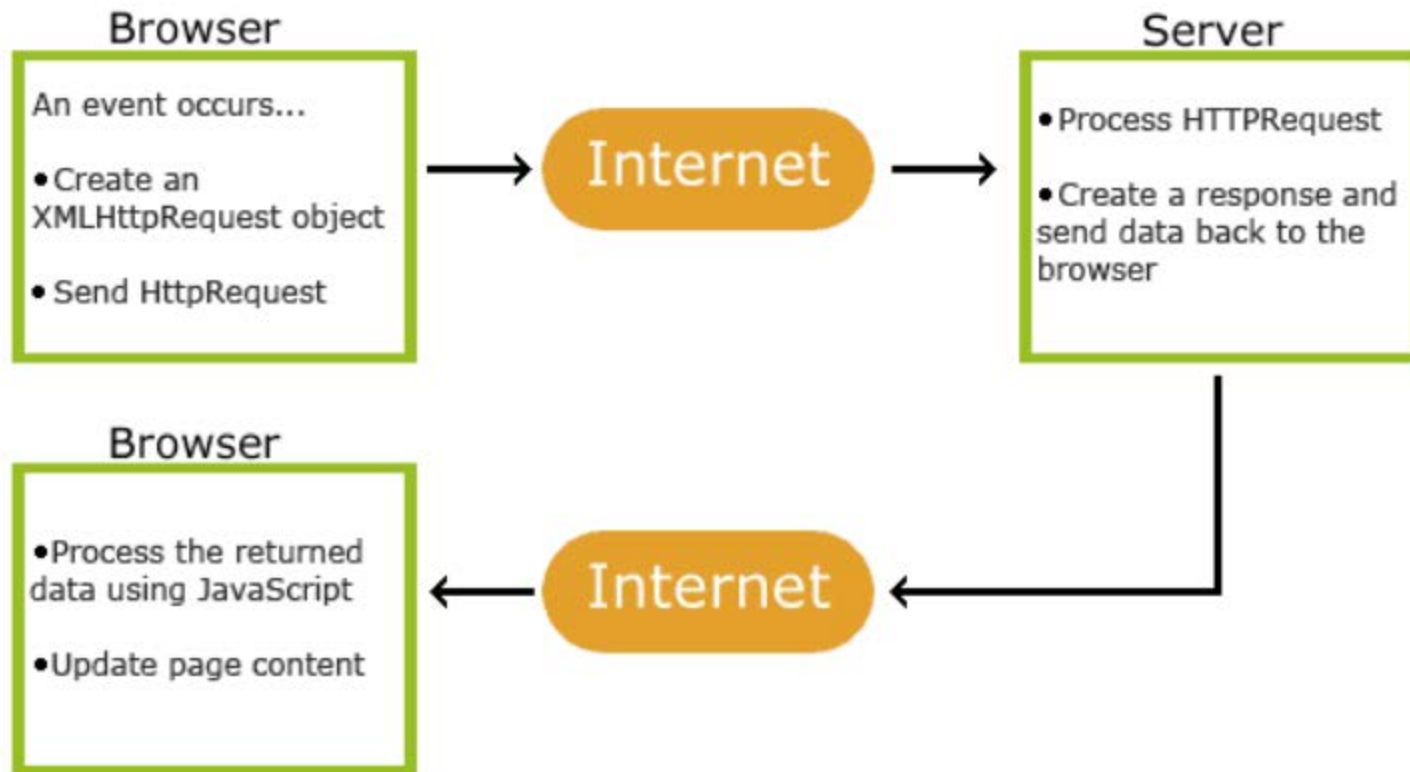 Browser
An event occurs...
•Create an
XMLHttpRequest object
• Send HttpRequest
Internet
Server
•Process HTTPRequest
•Create a response and
send data back to the
browser
Browser
•Process the returned
data using JavaScript
•Update page content
Internet